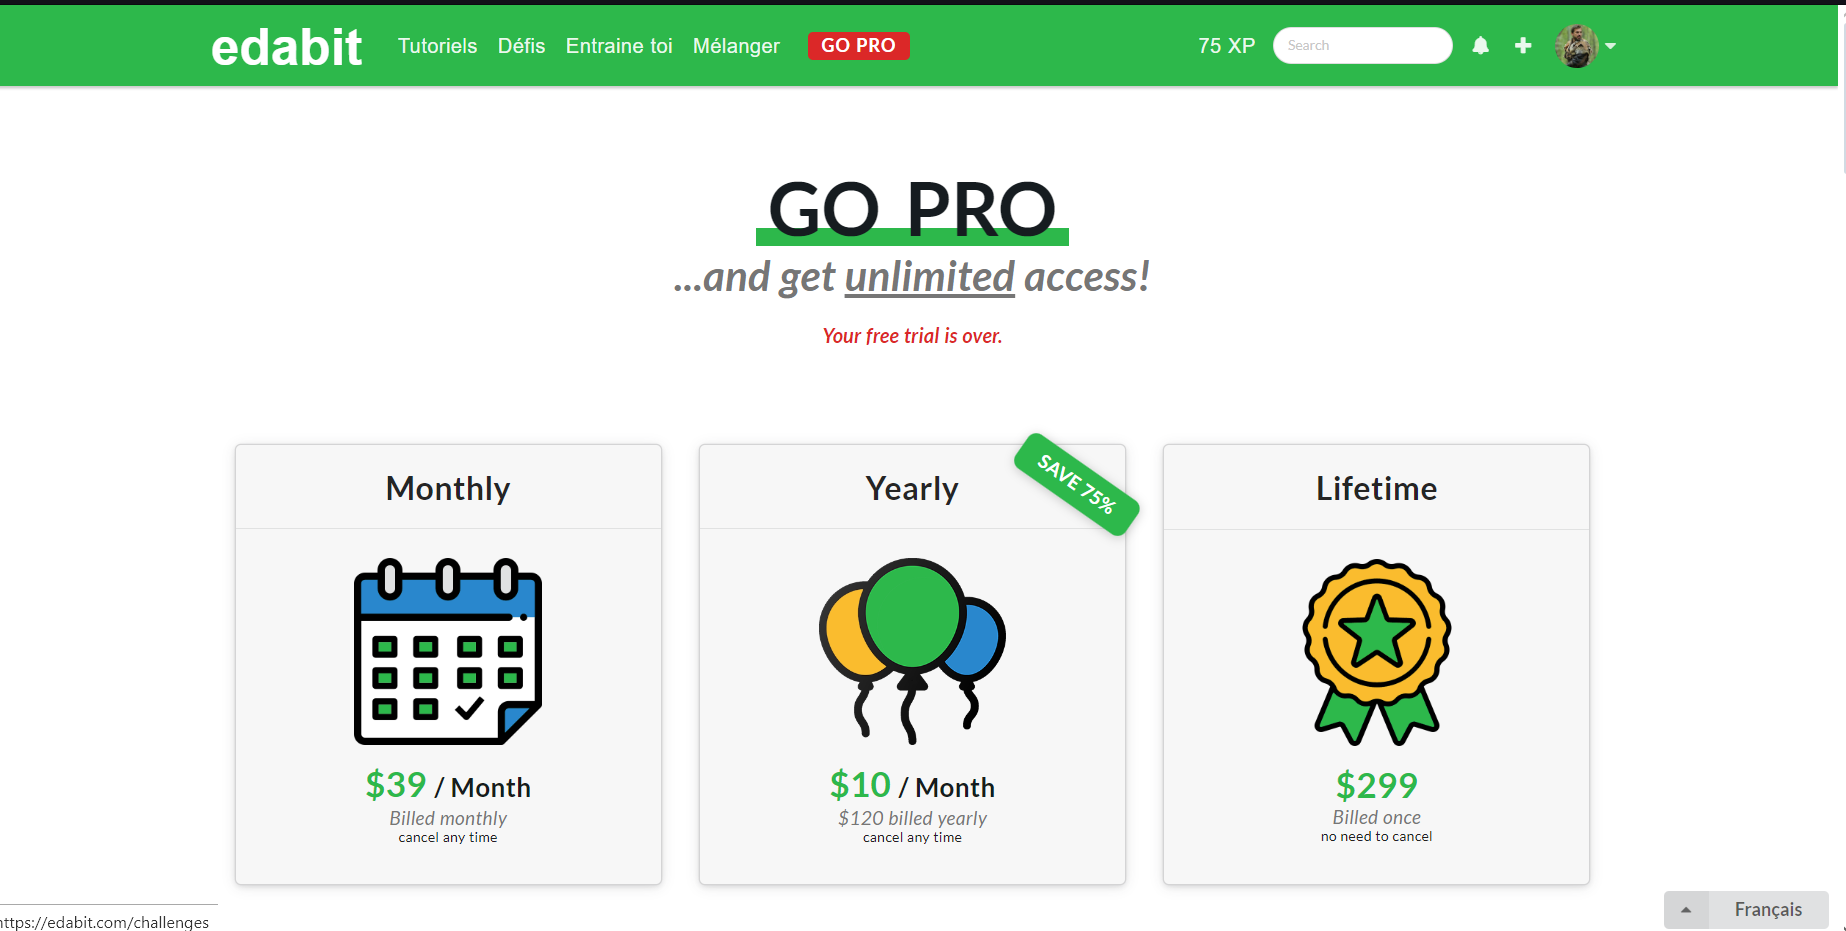 edabit Tutoriels Défis Entraine toi Mélanger GO PRO 75 XP Search
GO PRO
...and get unlimited access!
Your free trial is over.
Monthly
$39 / Month
Billed monthly
cancel any time
Yearly
SAVE 75%
$10 / Month
$120 billed yearly
cancel any time
Lifetime
$299
Billed once
no need to cancel
ttps://edabit.com/challenges
Français